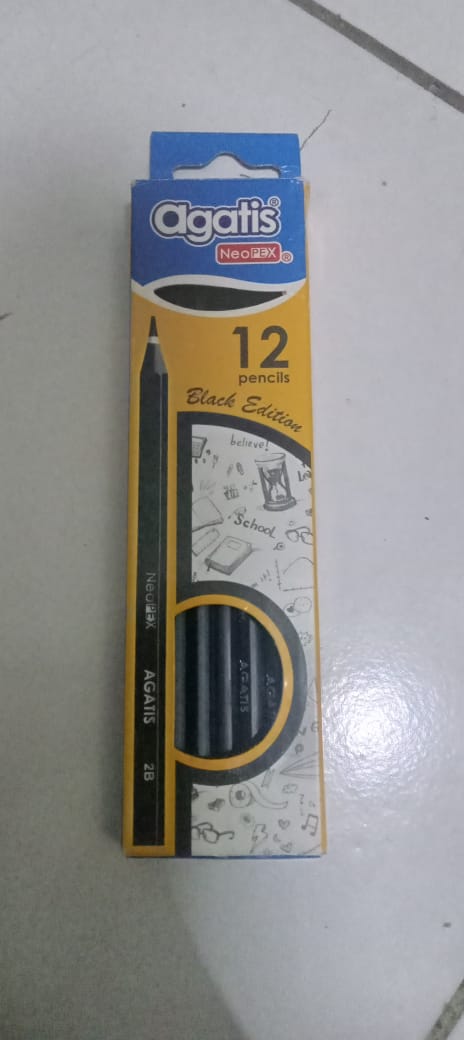 agatis®
NeoPEX®
12
pencils
Black Edition
believe!
School
NeoPEX AGATIS 2B
AGATIS